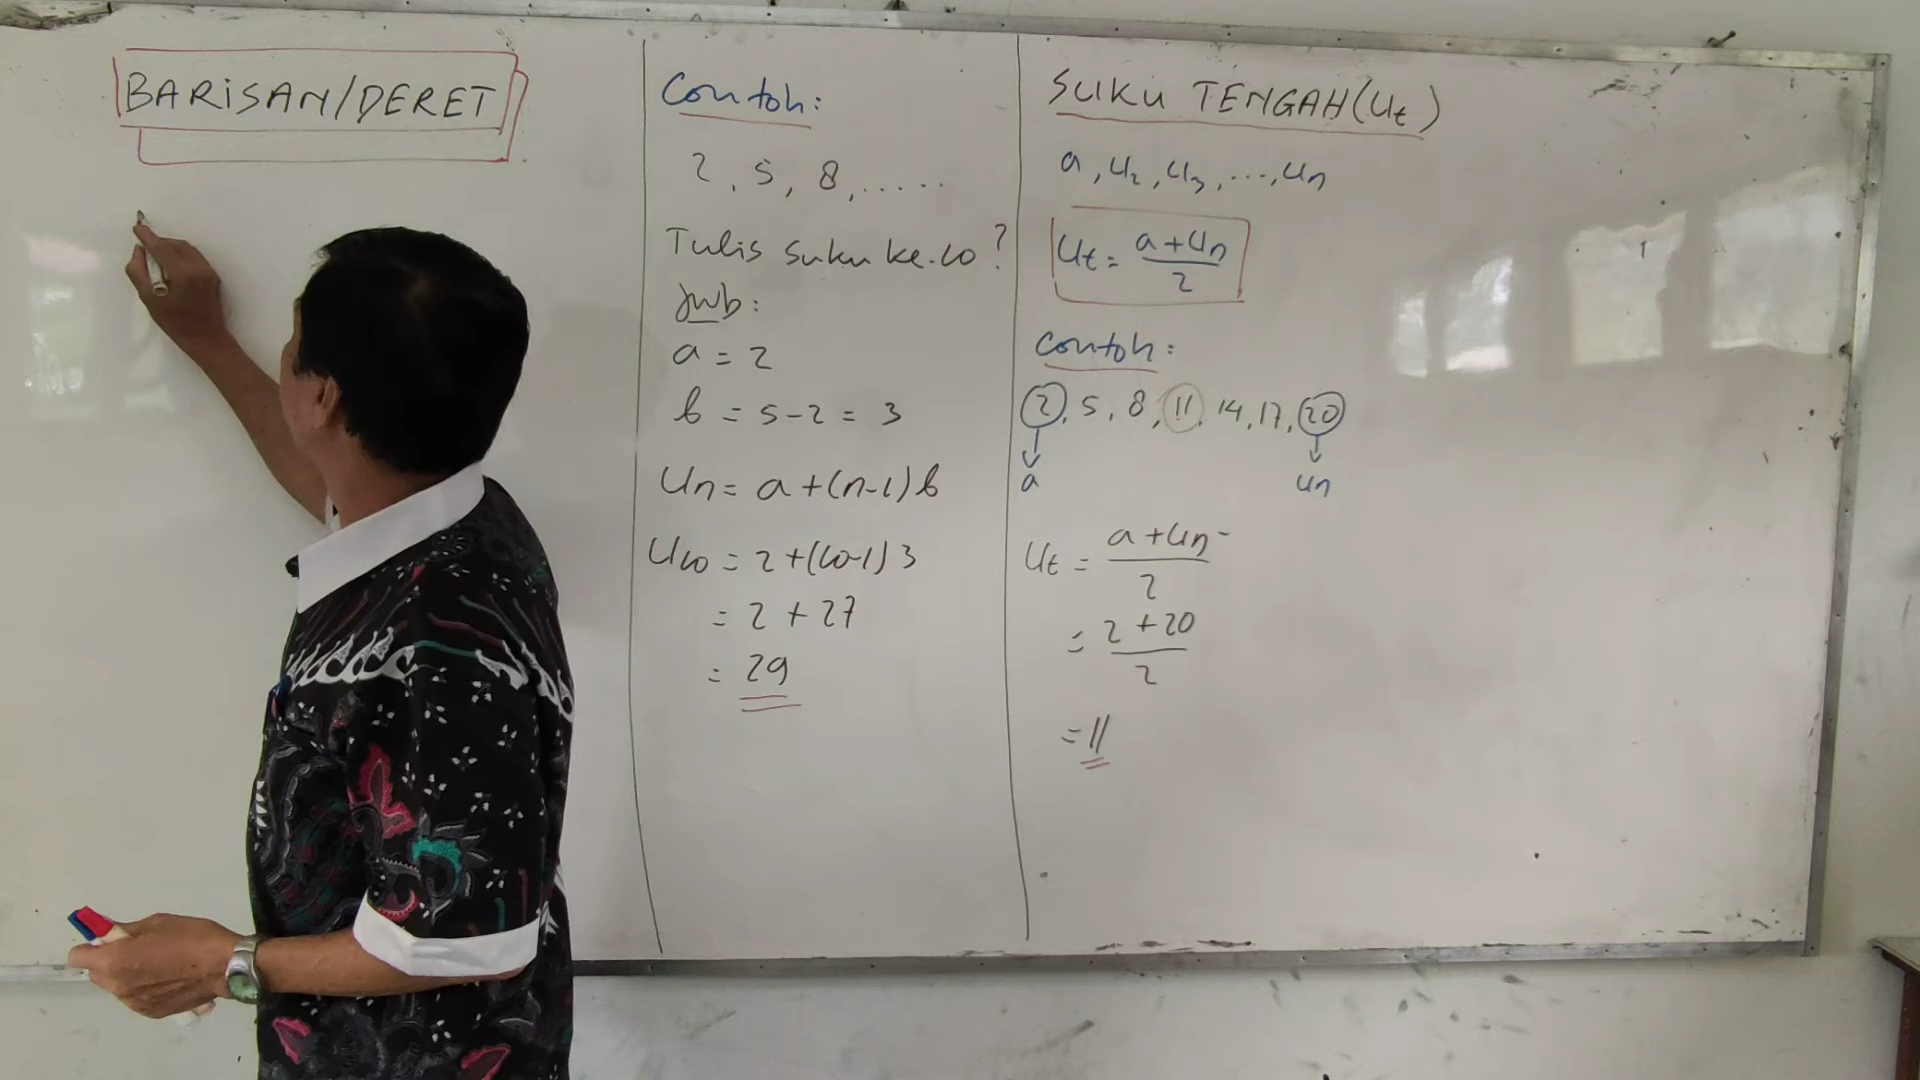 BARISAN/DERET
Contoh:
2, 5, 8, .....
Tulis suku ke-10?
Jwb:
a = 2
b = 5-2 = 3
Un = a+(n-1)b
U10 = 2+(10-1)3
= 2 + 27
= 29
SUKU TENGAH(Ut)
a, U2, U3, ..., Un
Ut = a+Un
2
Contoh:
2, 5, 8, 11, 14, 17, 20
a
Un
Ut = a+Un
2
= 2+20
2
= 11